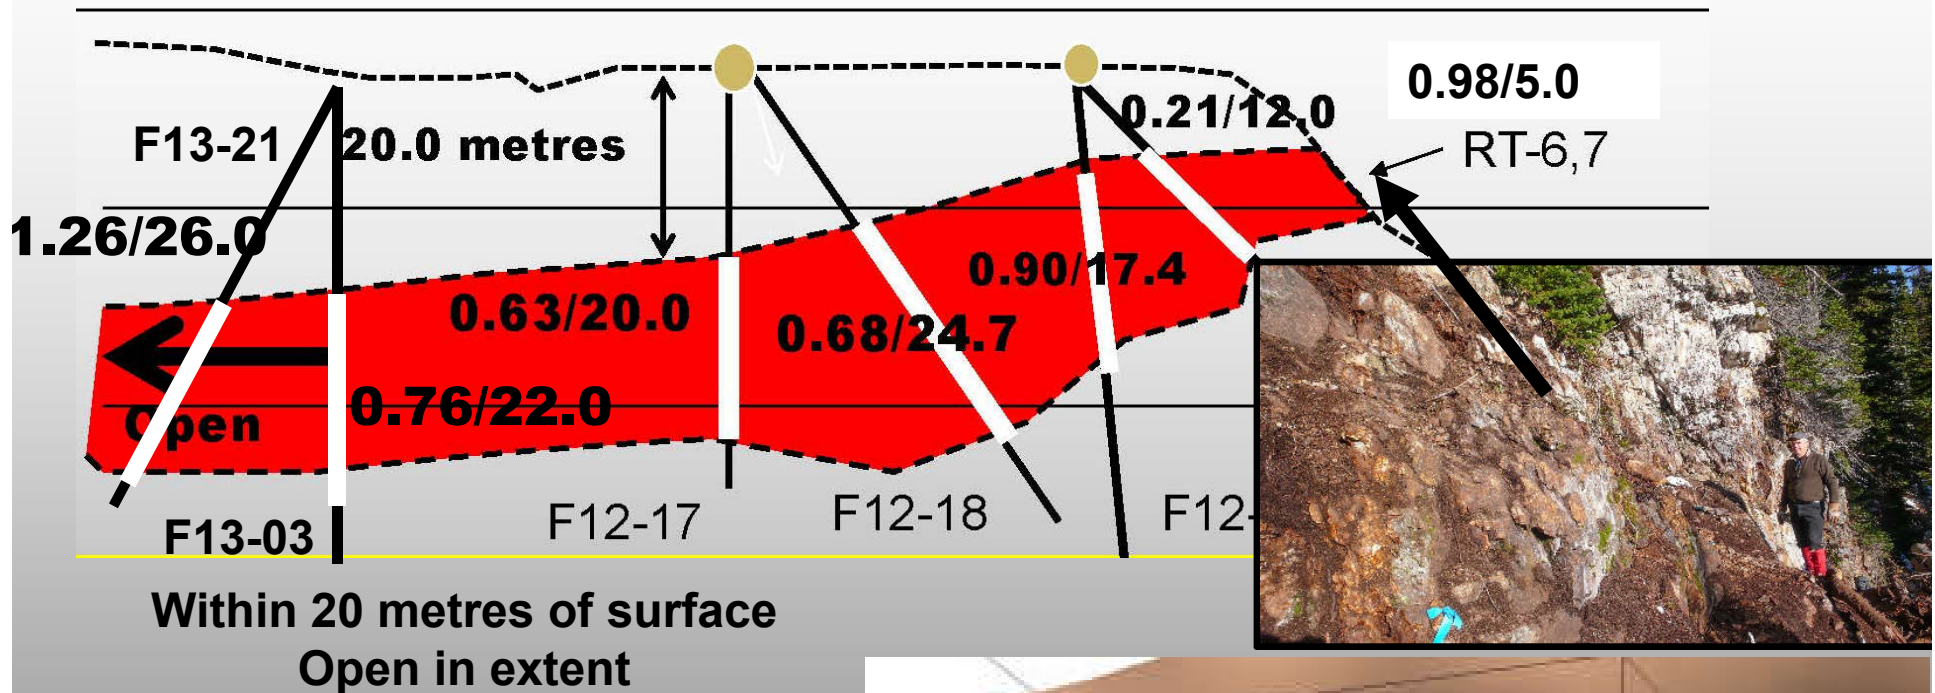 0.98/5.0
0.21/12.0
F13-21
20.0 metres
RT-6,7
1.26/26.0
0.90/17.4
0.63/20.0
0.68/24.7
0.76/22.0
Open
F12-17
F12-18
F12-
F13-03
Within 20 metres of surface
Open in extent